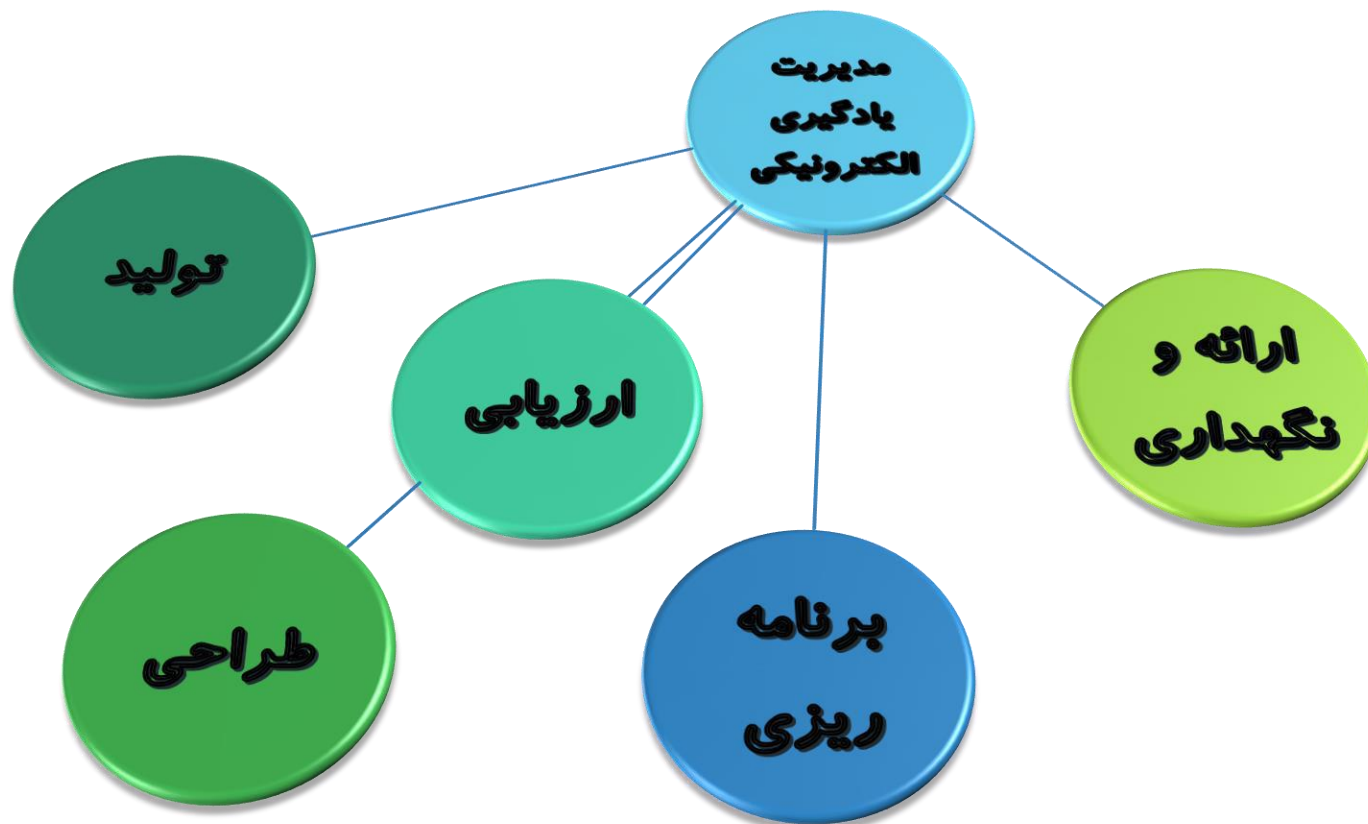 مدیریت
یادگیری
الکترونیکی
تولید
ارزیابی
ارائه و
نگهداری
طراحی
برنامه
ریزی